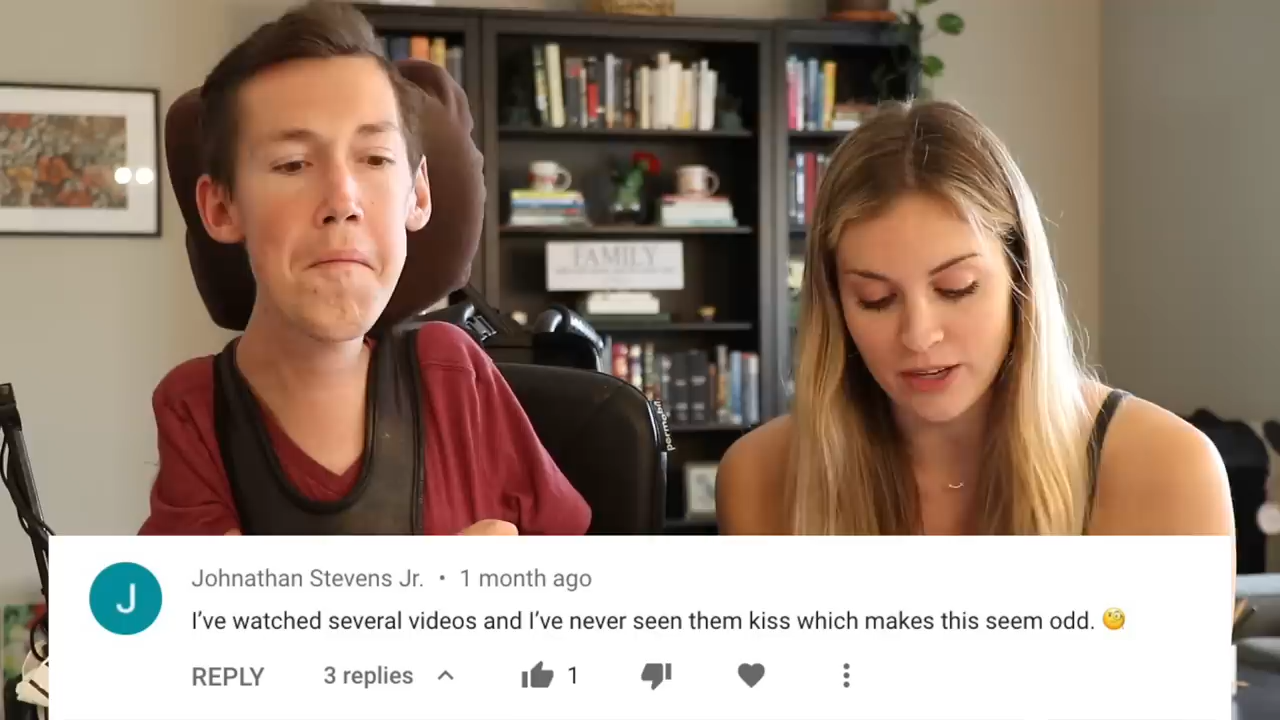 FAMILY
permobil
Johnathan Stevens Jr. • 1 month ago
I've watched several videos and I've never seen them kiss which makes this seem odd. 🧐
REPLY 3 replies 1
J